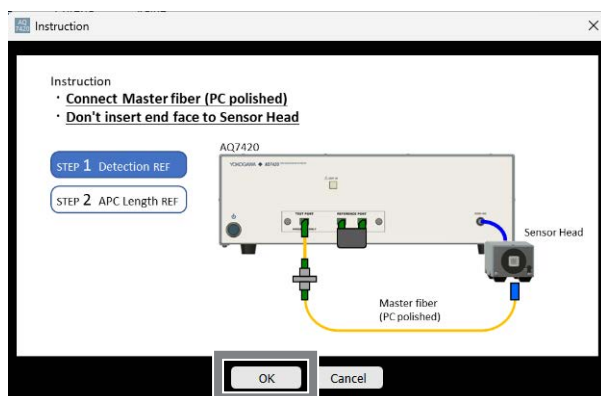 AQ
7420
Instruction
Instruction
・Connect Master fiber (PC polished)
・Don't insert end face to Sensor Head
AQ7420
STEP 1 Detection REF
STEP 2 APC Length REF
YOKOGAWA ◆ AQ7420
TEST PORT
REFERENCE PORT
Sensor Head
Master fiber
(PC polished)
OK
Cancel